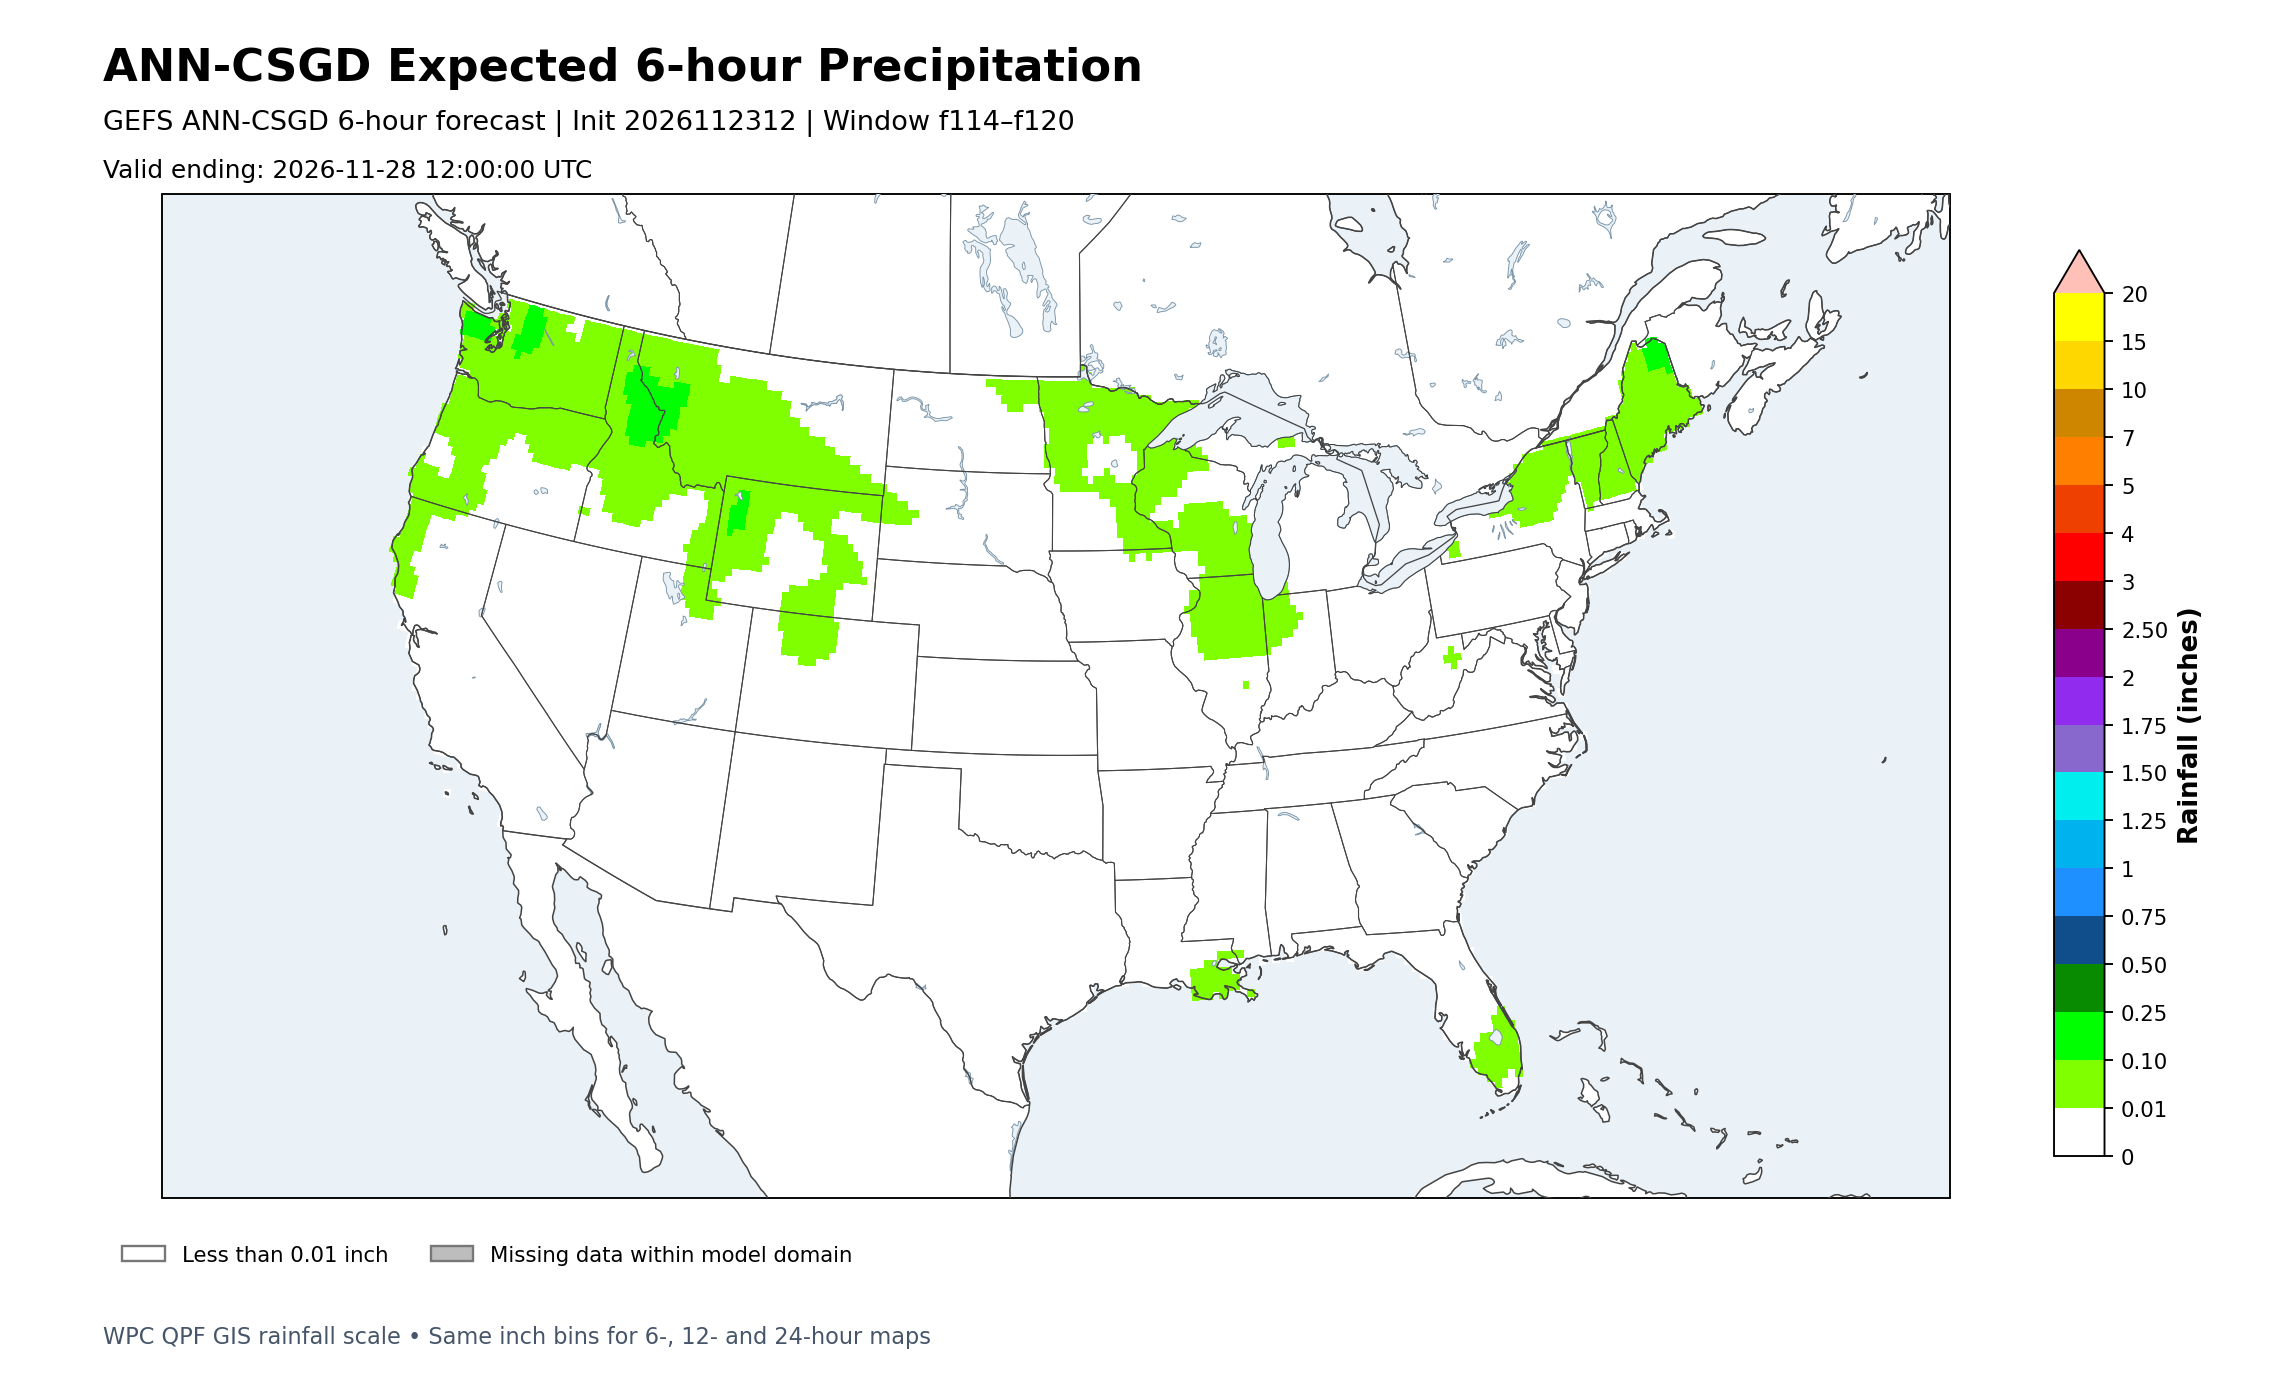 ANN-CSGD Expected 6-hour Precipitation
GEFS ANN-CSGD 6-hour forecast | Init 2026112312 | Window f114–f120
Valid ending: 2026-11-28 12:00:00 UTC
20
15
10
7
5
4
3
2.50
2
1.75
1.50
1.25
1
0.75
0.50
0.25
0.10
0.01
0
Rainfall (inches)
Less than 0.01 inch
Missing data within model domain
WPC QPF GIS rainfall scale • Same inch bins for 6-, 12- and 24-hour maps